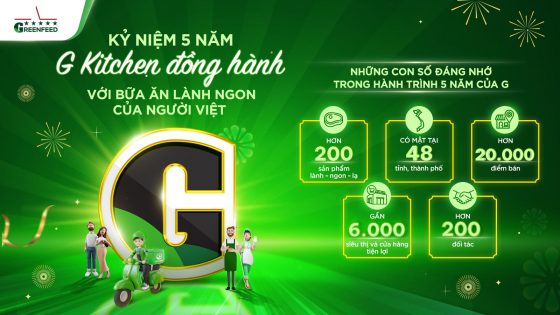 GREENFEED
KỶ NIỆM 5 NĂM
G Kitchen đồng hành
VỚI BỮA ĂN LÀNH NGON
CỦA NGƯỜI VIỆT
G
NHỮNG CON SỐ ĐÁNG NHỚ
TRONG HÀNH TRÌNH 5 NĂM CỦA G
HƠN
200
sản phẩm
lành - ngon - lạ
CÓ MẶT TẠI
48
tỉnh, thành phố
HƠN
20.000
điểm bán
GẦN
6.000
siêu thị và cửa hàng
tiện lợi
HƠN
200
đối tác